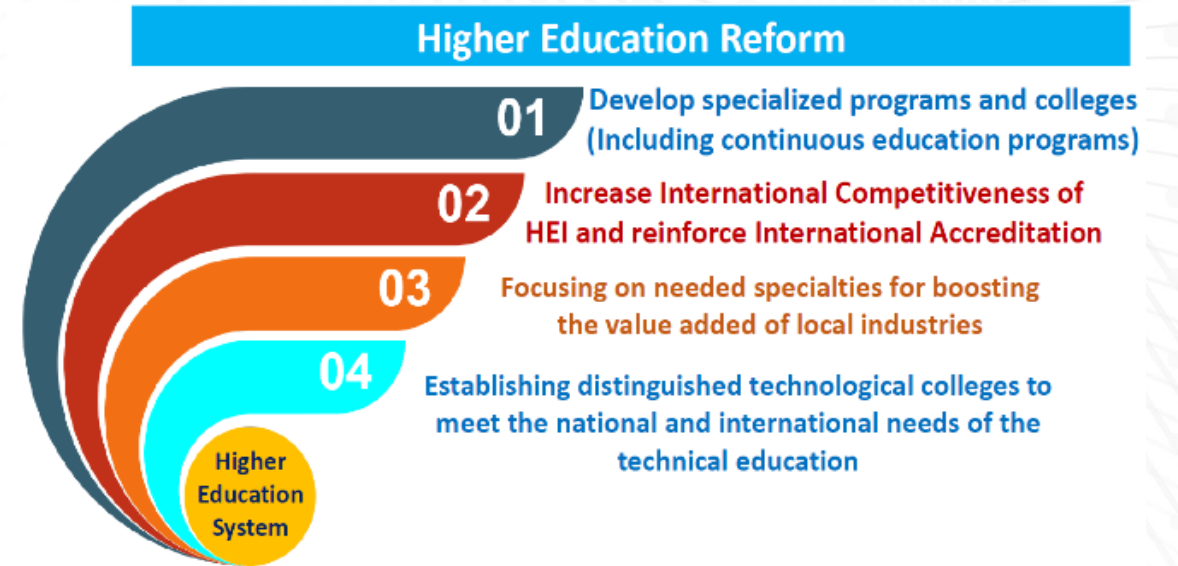 Higher Education Reform
01
Develop specialized programs and colleges
(Including continuous education programs)
02
Increase International Competitiveness of
HEI and reinforce International Accreditation
03
Focusing on needed specialties for boosting
the value added of local industries
04
Establishing distinguished technological colleges to
meet the national and international needs of the
technical education
Higher
Education
System